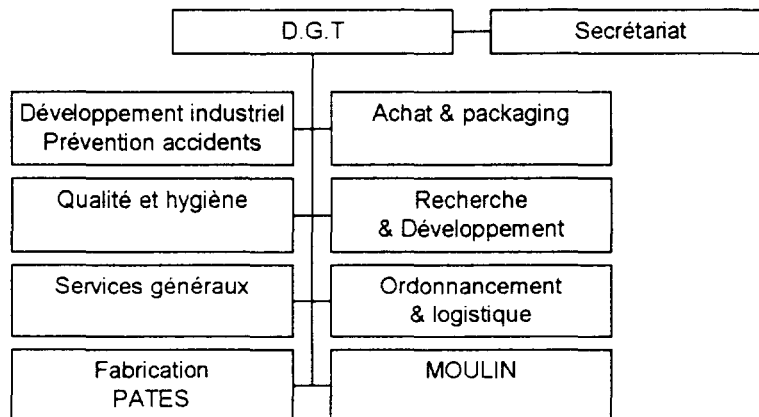 D.G.T
Secrétariat
Développement industriel
Prévention accidents
Achat & packaging
Qualité et hygiène
Recherche
& Développement
Services généraux
Ordonnancement
& logistique
Fabrication
PATES
MOULIN